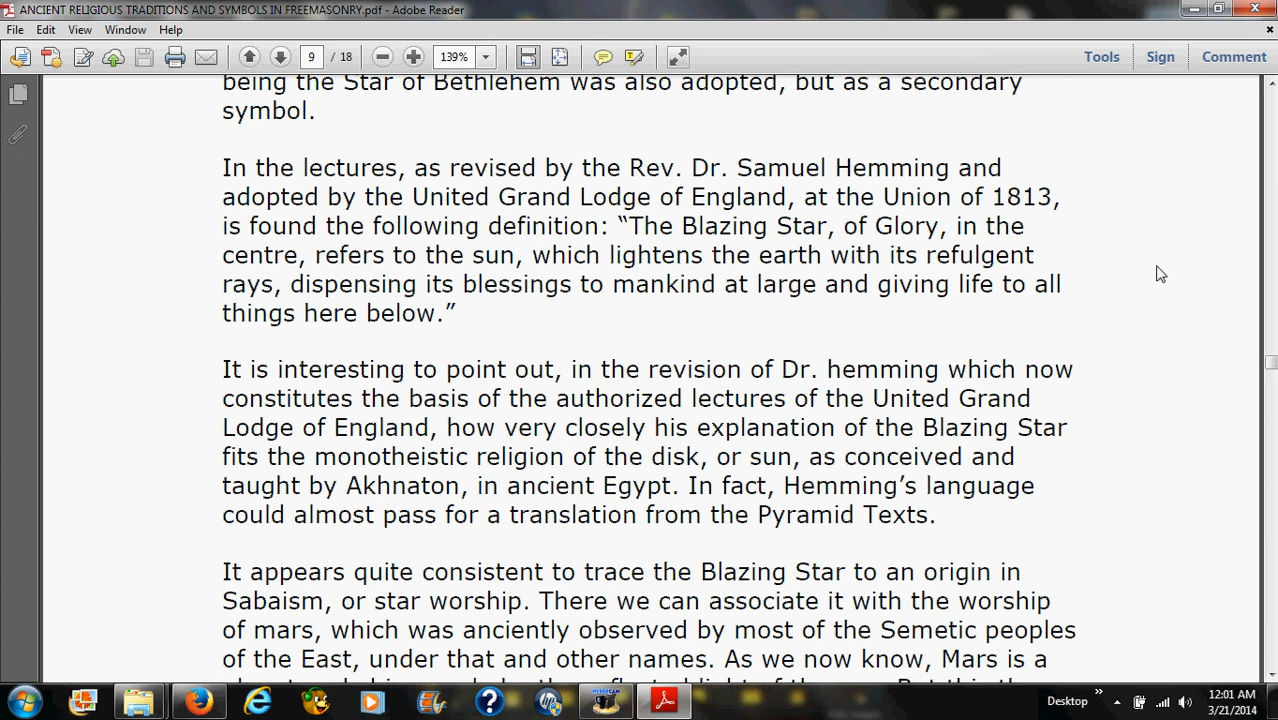 ANCIENT RELIGIOUS TRADITIONS AND SYMBOLS IN FREEMASONRY.pdf - Adobe Reader
File Edit View Window Help
9 / 18 139% Tools Sign Comment
being the Star of Bethlehem was also adopted, but as a secondary
symbol.
In the lectures, as revised by the Rev. Dr. Samuel Hemming and
adopted by the United Grand Lodge of England, at the Union of 1813,
is found the following definition: “The Blazing Star, of Glory, in the
centre, refers to the sun, which lightens the earth with its refulgent
rays, dispensing its blessings to mankind at large and giving life to all
things here below.”
It is interesting to point out, in the revision of Dr. hemming which now
constitutes the basis of the authorized lectures of the United Grand
Lodge of England, how very closely his explanation of the Blazing Star
fits the monotheistic religion of the disk, or sun, as conceived and
taught by Akhnaton, in ancient Egypt. In fact, Hemming’s language
could almost pass for a translation from the Pyramid Texts.
It appears quite consistent to trace the Blazing Star to an origin in
Sabaism, or star worship. There we can associate it with the worship
of mars, which was anciently observed by most of the Semetic peoples
of the East, under that and other names. As we now know, Mars is a
Desktop
12:01 AM
3/21/2014